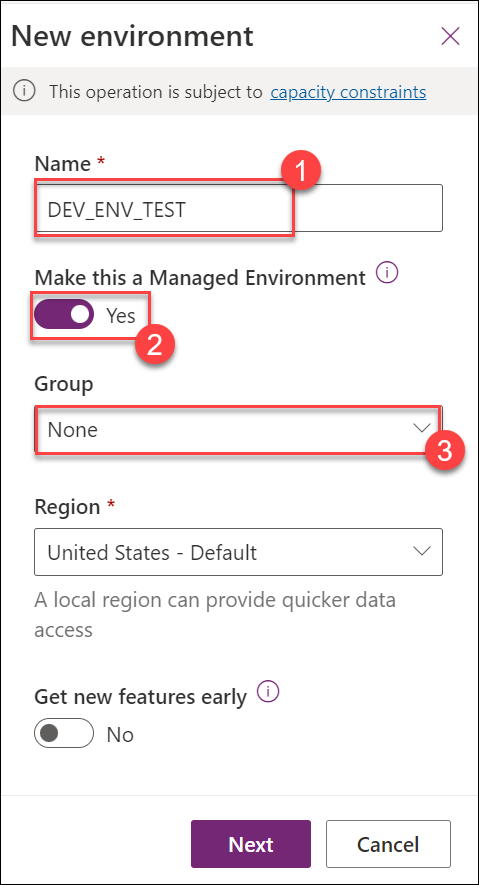 New environment
This operation is subject to capacity constraints
Name *
1
DEV_ENV_TEST
Make this a Managed Environment
Yes
2
Group
None
3
Region *
United States - Default
A local region can provide quicker data
access
Get new features early
No
Next Cancel